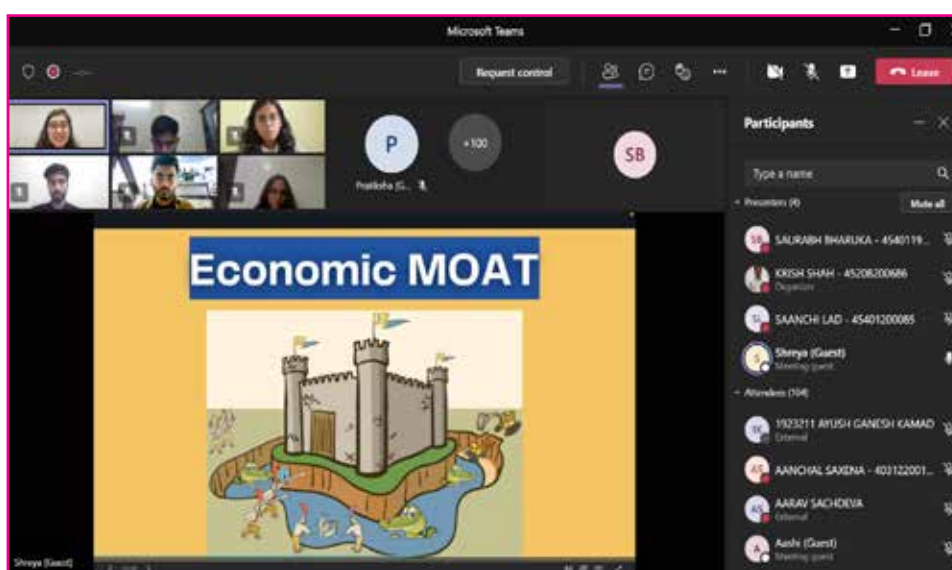 Microsoft Teams
Request control
Leave
P
+100
SB
Pratiksha (G...
Participants
Type a name
Presenters (4)
Mute all
SB
SAURABH BHARUKA - 4540119...
KRISH SHAH - 45208200686
Organizer
SL
SAANCHI LAD - 45401200085
S
Shreya (Guest)
Meeting guest
Attendees (104)
1923211 AYUSH GANESH KAMAD
External
AS
AANCHAL SAXENA - 403122001...
AS
AARAV SACHDEVA
External
A
Aashi (Guest)
Meeting guest
Economic MOAT
Shreya (Guest)